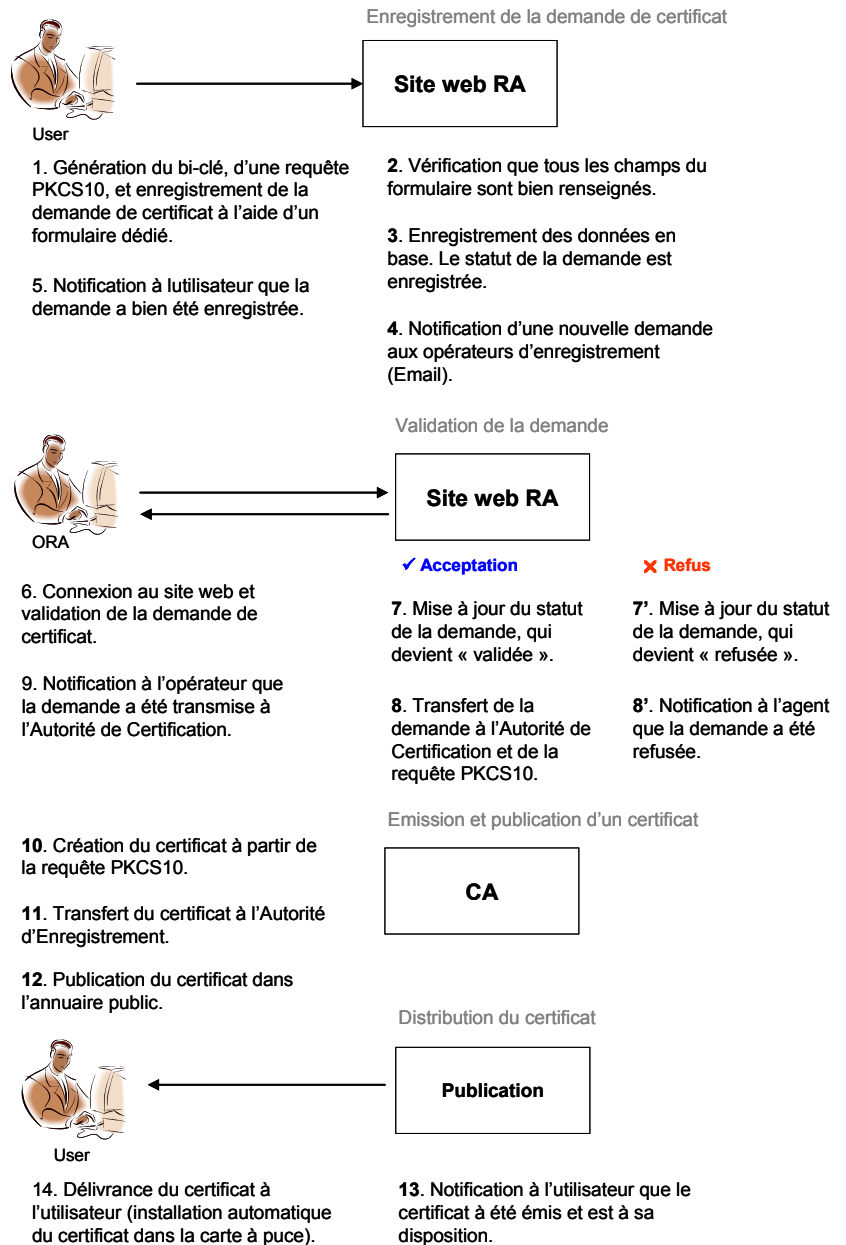 Enregistrement de la demande de certificat
Site web RA
User
1. Génération du bi-clé, d'une requête
PKCS10, et enregistrement de la
demande de certificat à l'aide d'un
formulaire dédié.
5. Notification à lutilisateur que la
demande a bien été enregistrée.
2. Vérification que tous les champs du
formulaire sont bien renseignés.
3. Enregistrement des données en
base. Le statut de la demande est
enregistrée.
4. Notification d'une nouvelle demande
aux opérateurs d'enregistrement
(Email).
Validation de la demande
Site web RA
ORA
6. Connexion au site web et
validation de la demande de
certificat.
9. Notification à l'opérateur que
la demande a été transmise à
l'Autorité de Certification.
✓ Acceptation
7. Mise à jour du statut
de la demande, qui
devient « validée ».
8. Transfert de la
demande à l'Autorité de
Certification et de la
requête PKCS10.
✗ Refus
7'. Mise à jour du statut
de la demande, qui
devient « refusée ».
8'. Notification à l'agent
que la demande a été
refusée.
Emission et publication d'un certificat
CA
10. Création du certificat à partir de
la requête PKCS10.
11. Transfert du certificat à l'Autorité
d'Enregistrement.
12. Publication du certificat dans
l'annuaire public.
Distribution du certificat
Publication
User
14. Délivrance du certificat à
l'utilisateur (installation automatique
du certificat dans la carte à puce).
13. Notification à l'utilisateur que le
certificat à été émis et est à sa
disposition.